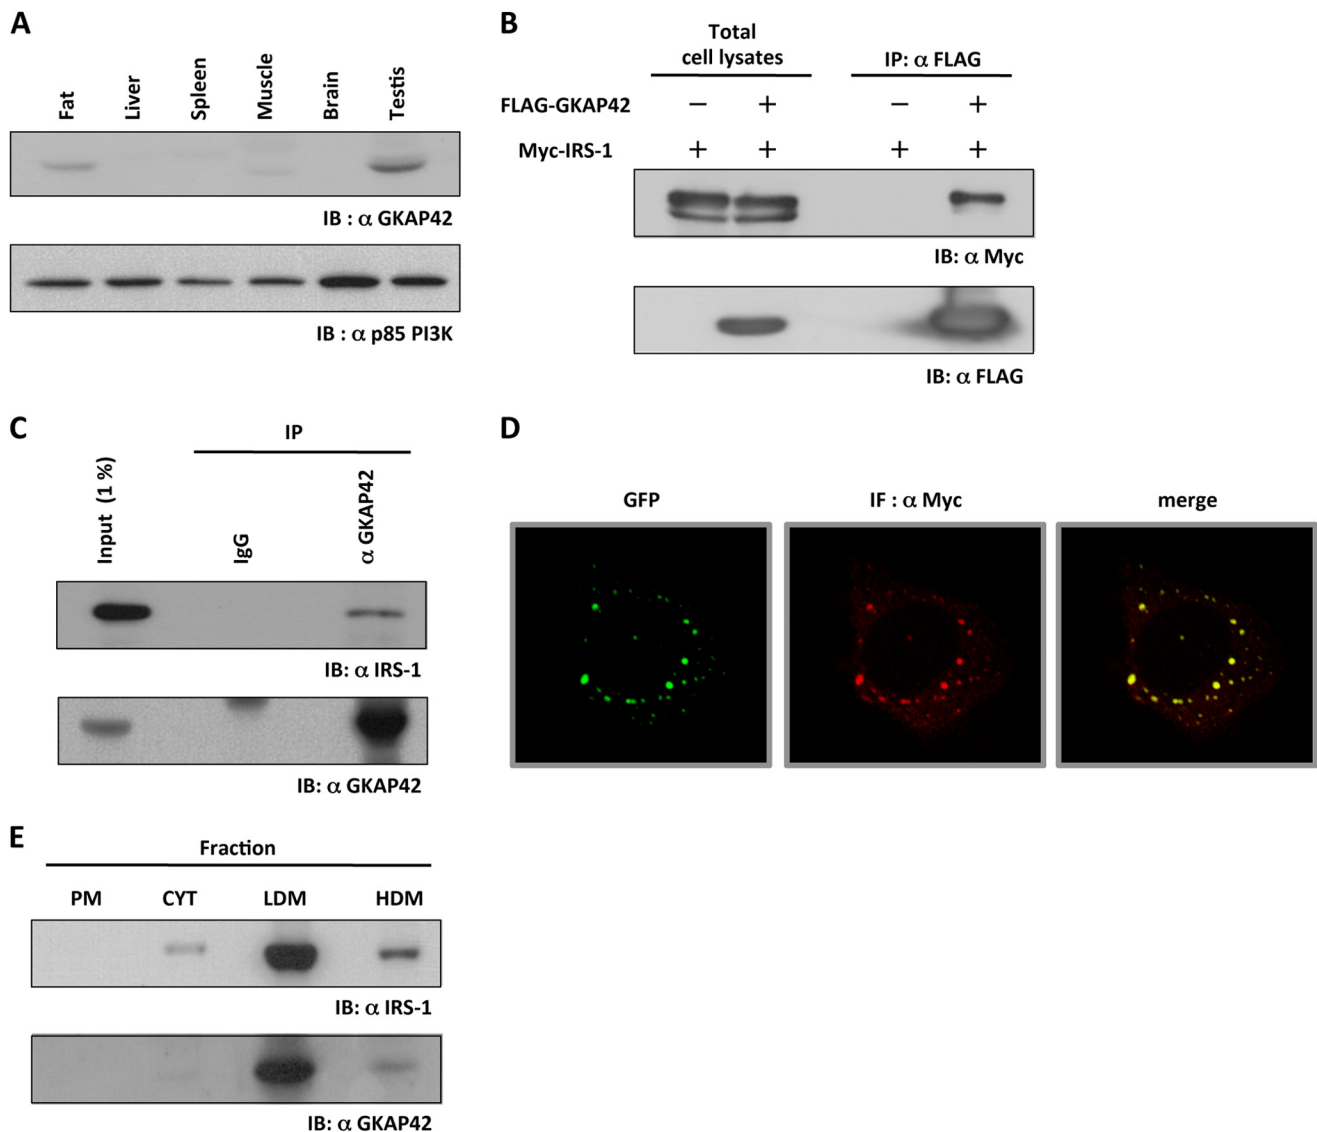 A
Fat
Liver
Spleen
Muscle
Brain
Testis
IB : α GKAP42
IB : α p85 PI3K
B
Total
cell lysates
IP: α FLAG
FLAG-GKAP42
− + − +
Myc-IRS-1
+ + + +
IB: α Myc
IB: α FLAG
C
IP
Input (1 %)
IgG
α GKAP42
IB: α IRS-1
IB: α GKAP42
D
GFP
IF : α Myc
merge
E
Fraction
PM CYT LDM HDM
IB: α IRS-1
IB: α GKAP42